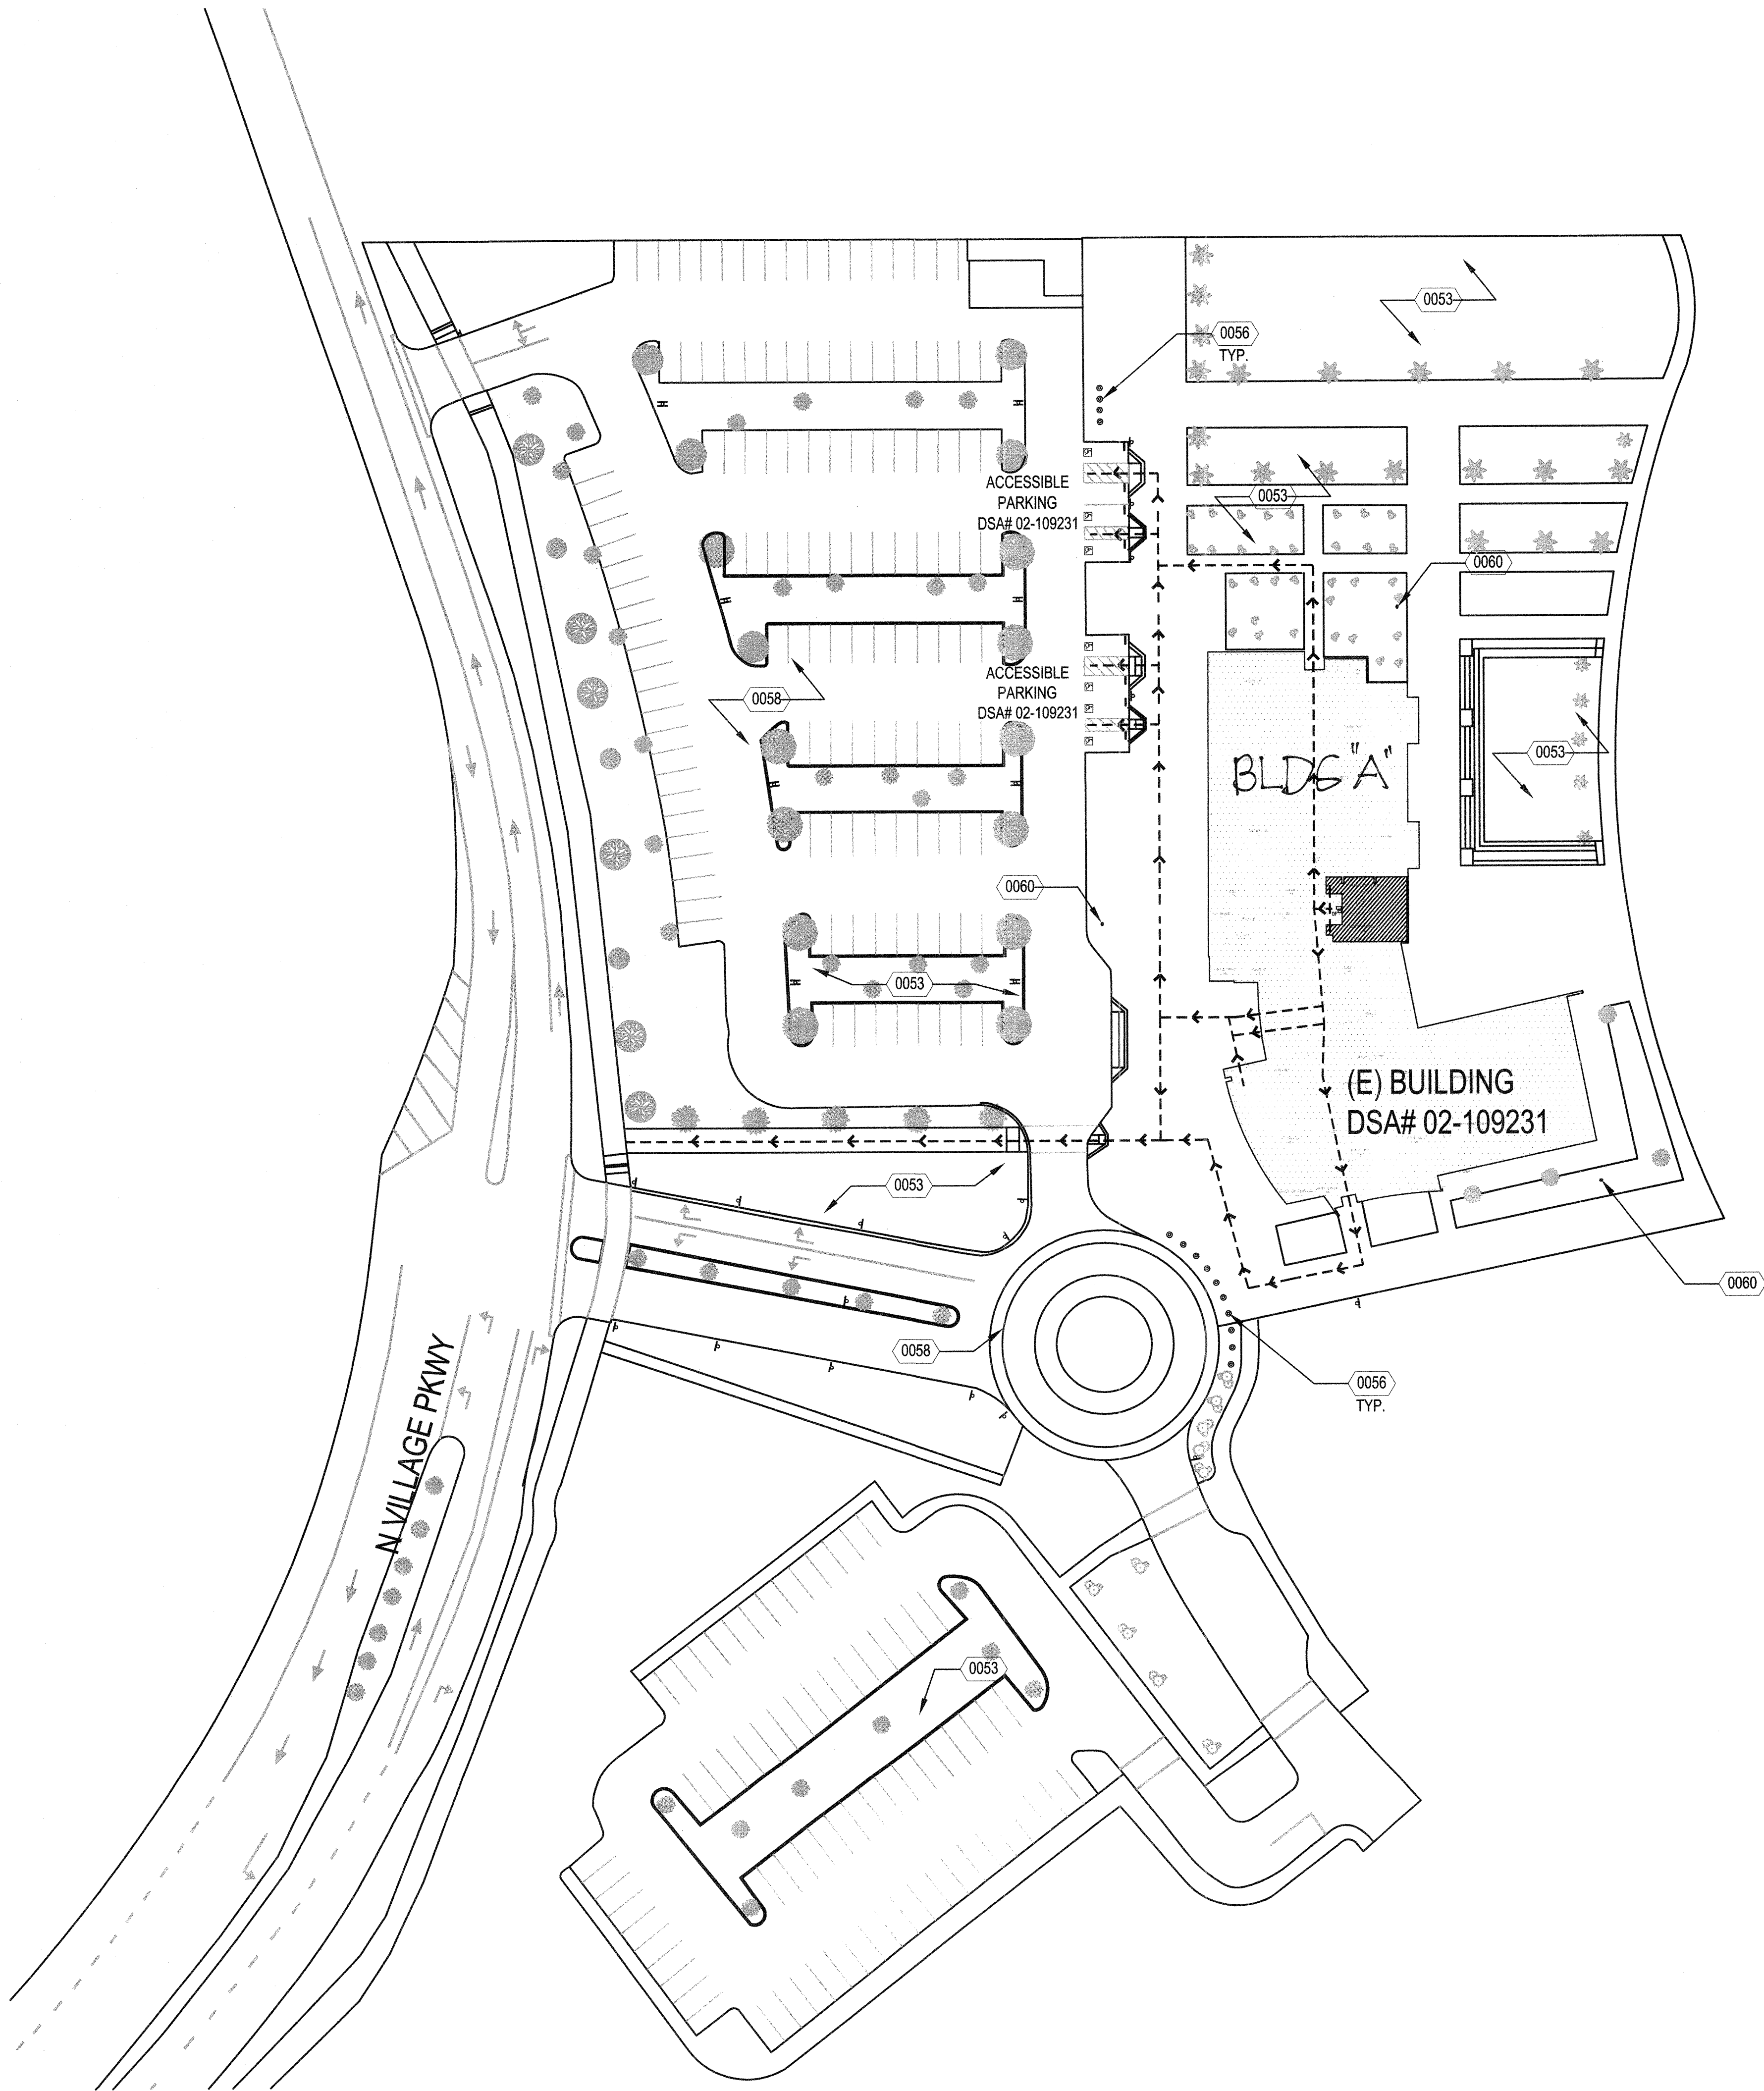 0053
0056
TYP.
ACCESSIBLE
PARKING
DSA# 02-109231
0053
0060
ACCESSIBLE
PARKING
DSA# 02-109231
0058
BLDG "A"
0053
0060
0053
(E) BUILDING
DSA# 02-109231
0053
0060
0058
0056
TYP.
N VILLAGE PKWY
0053